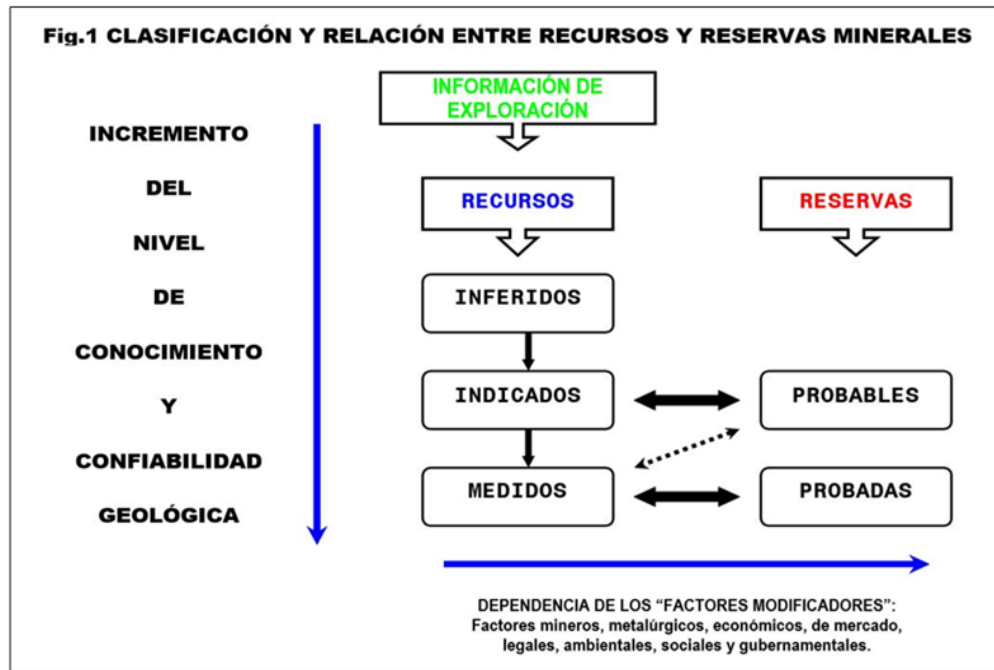 Fig.1 CLASIFICACIÓN Y RELACIÓN ENTRE RECURSOS Y RESERVAS MINERALES
INFORMACIÓN DE
EXPLORACIÓN
INCREMENTO
DEL
NIVEL
DE
CONOCIMIENTO
Y
CONFIABILIDAD
GEOLÓGICA
RECURSOS
RESERVAS
INFERIDOS
INDICADOS
PROBABLES
MEDIDOS
PROBADAS
DEPENDENCIA DE LOS “FACTORES MODIFICADORES”:
Factores mineros, metalúrgicos, económicos, de mercado,
legales, ambientales, sociales y gubernamentales.